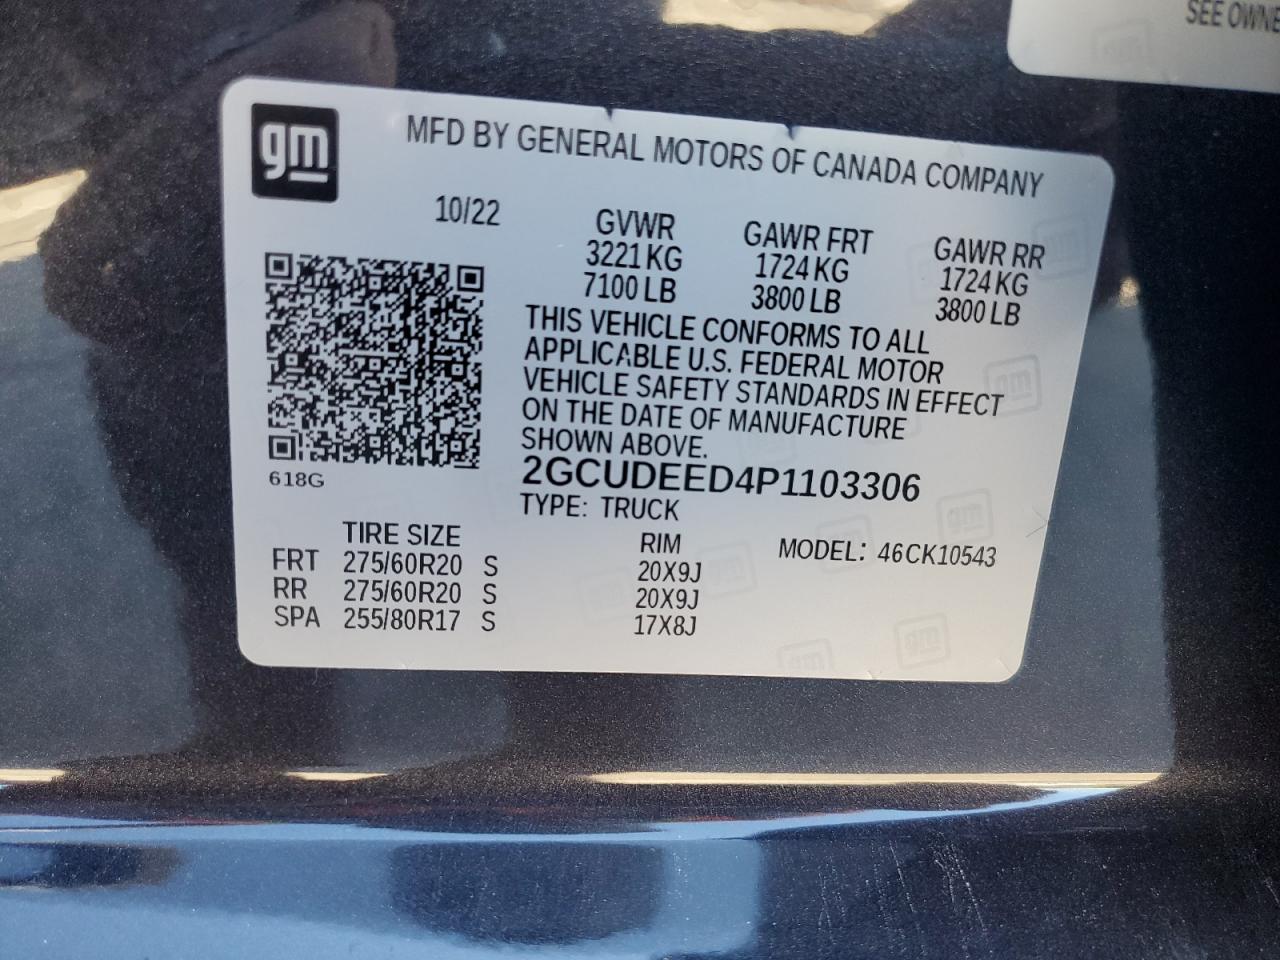 SEE OWNE
gm
MFD BY GENERAL MOTORS OF CANADA COMPANY
10/22
GVWR GAWR FRT GAWR RR
3221 KG 1724 KG 1724 KG
7100 LB 3800 LB 3800 LB
THIS VEHICLE CONFORMS TO ALL
APPLICABLE U.S. FEDERAL MOTOR
VEHICLE SAFETY STANDARDS IN EFFECT
ON THE DATE OF MANUFACTURE
SHOWN ABOVE.
618G
2GCUDEED4P1103306
TYPE: TRUCK
TIRE SIZE RIM MODEL: 46CK10543
FRT 275/60R20 S 20X9J
RR 275/60R20 S 20X9J
SPA 255/80R17 S 17X8J